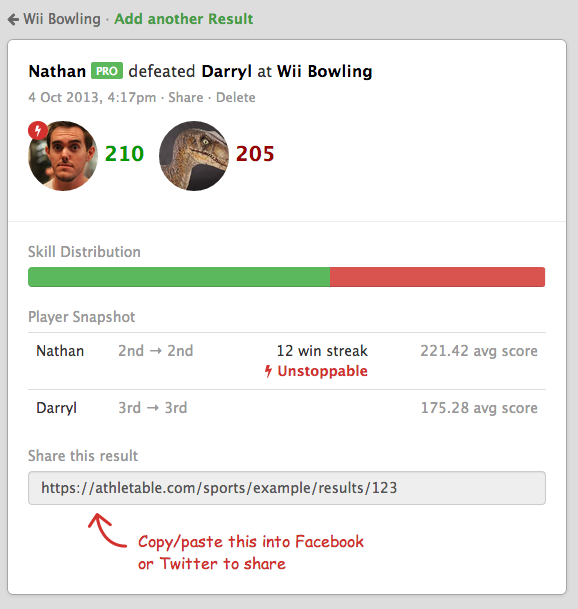 ← Wii Bowling · Add another Result
Nathan PRO defeated Darryl at Wii Bowling
4 Oct 2013, 4:17pm · Share · Delete
210 205
Skill Distribution
Player Snapshot
Nathan 2nd → 2nd 12 win streak 221.42 avg score
Unstoppable
Darryl 3rd → 3rd 175.28 avg score
Share this result
https://athletable.com/sports/example/results/123
Copy/paste this into Facebook
or Twitter to share